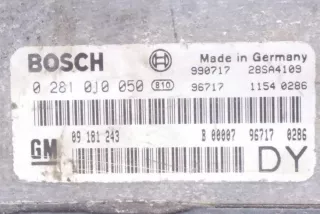 BOSCH Made in Germany
990717 28SA4109
0 281 010 050 810 96717 1154 0286
GM 09 181 243 B 00007 96717 0286
DY